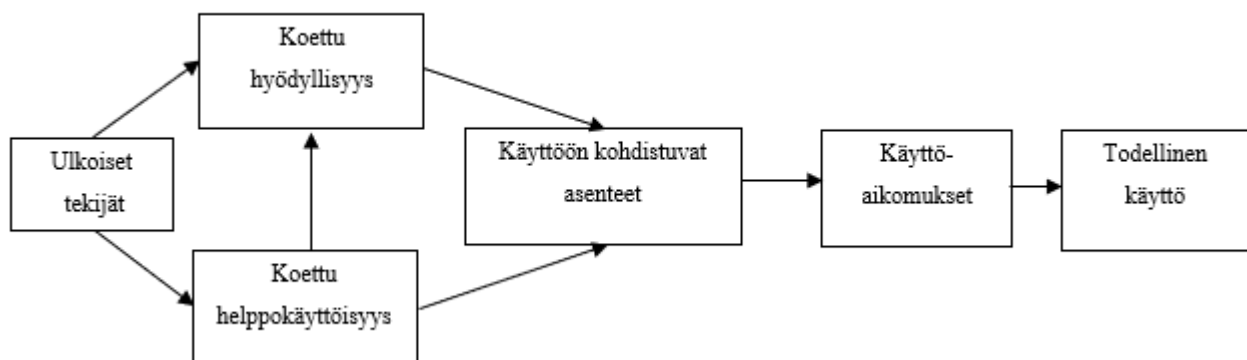 Koettu
hyödyllisyys
Ulkoiset
tekijät
Koettu
helppokäyttöisyys
Käyttöön kohdistuvat
asenteet
Käyttö-
aikomukset
Todellinen
käyttö